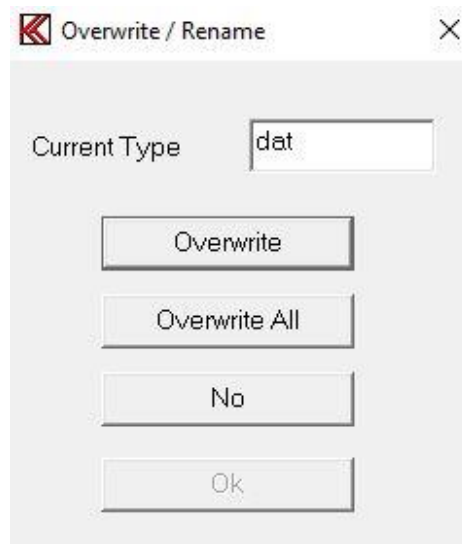 Overwrite / Rename
Current Type dat
Overwrite
Overwrite All
No
Ok